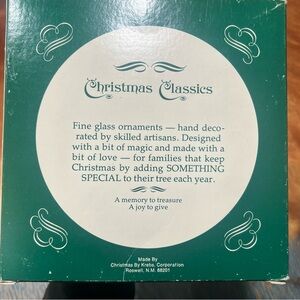 Christmas Classics
Fine glass ornaments — hand deco-
rated by skilled artisans. Designed
with a bit of magic and made with a
bit of love — for families that keep
Christmas by adding SOMETHING
SPECIAL to their tree each year.
A memory to treasure
A joy to give
Made By
Christmas By Krebs, Corporation
Roswell, N.M. 88201